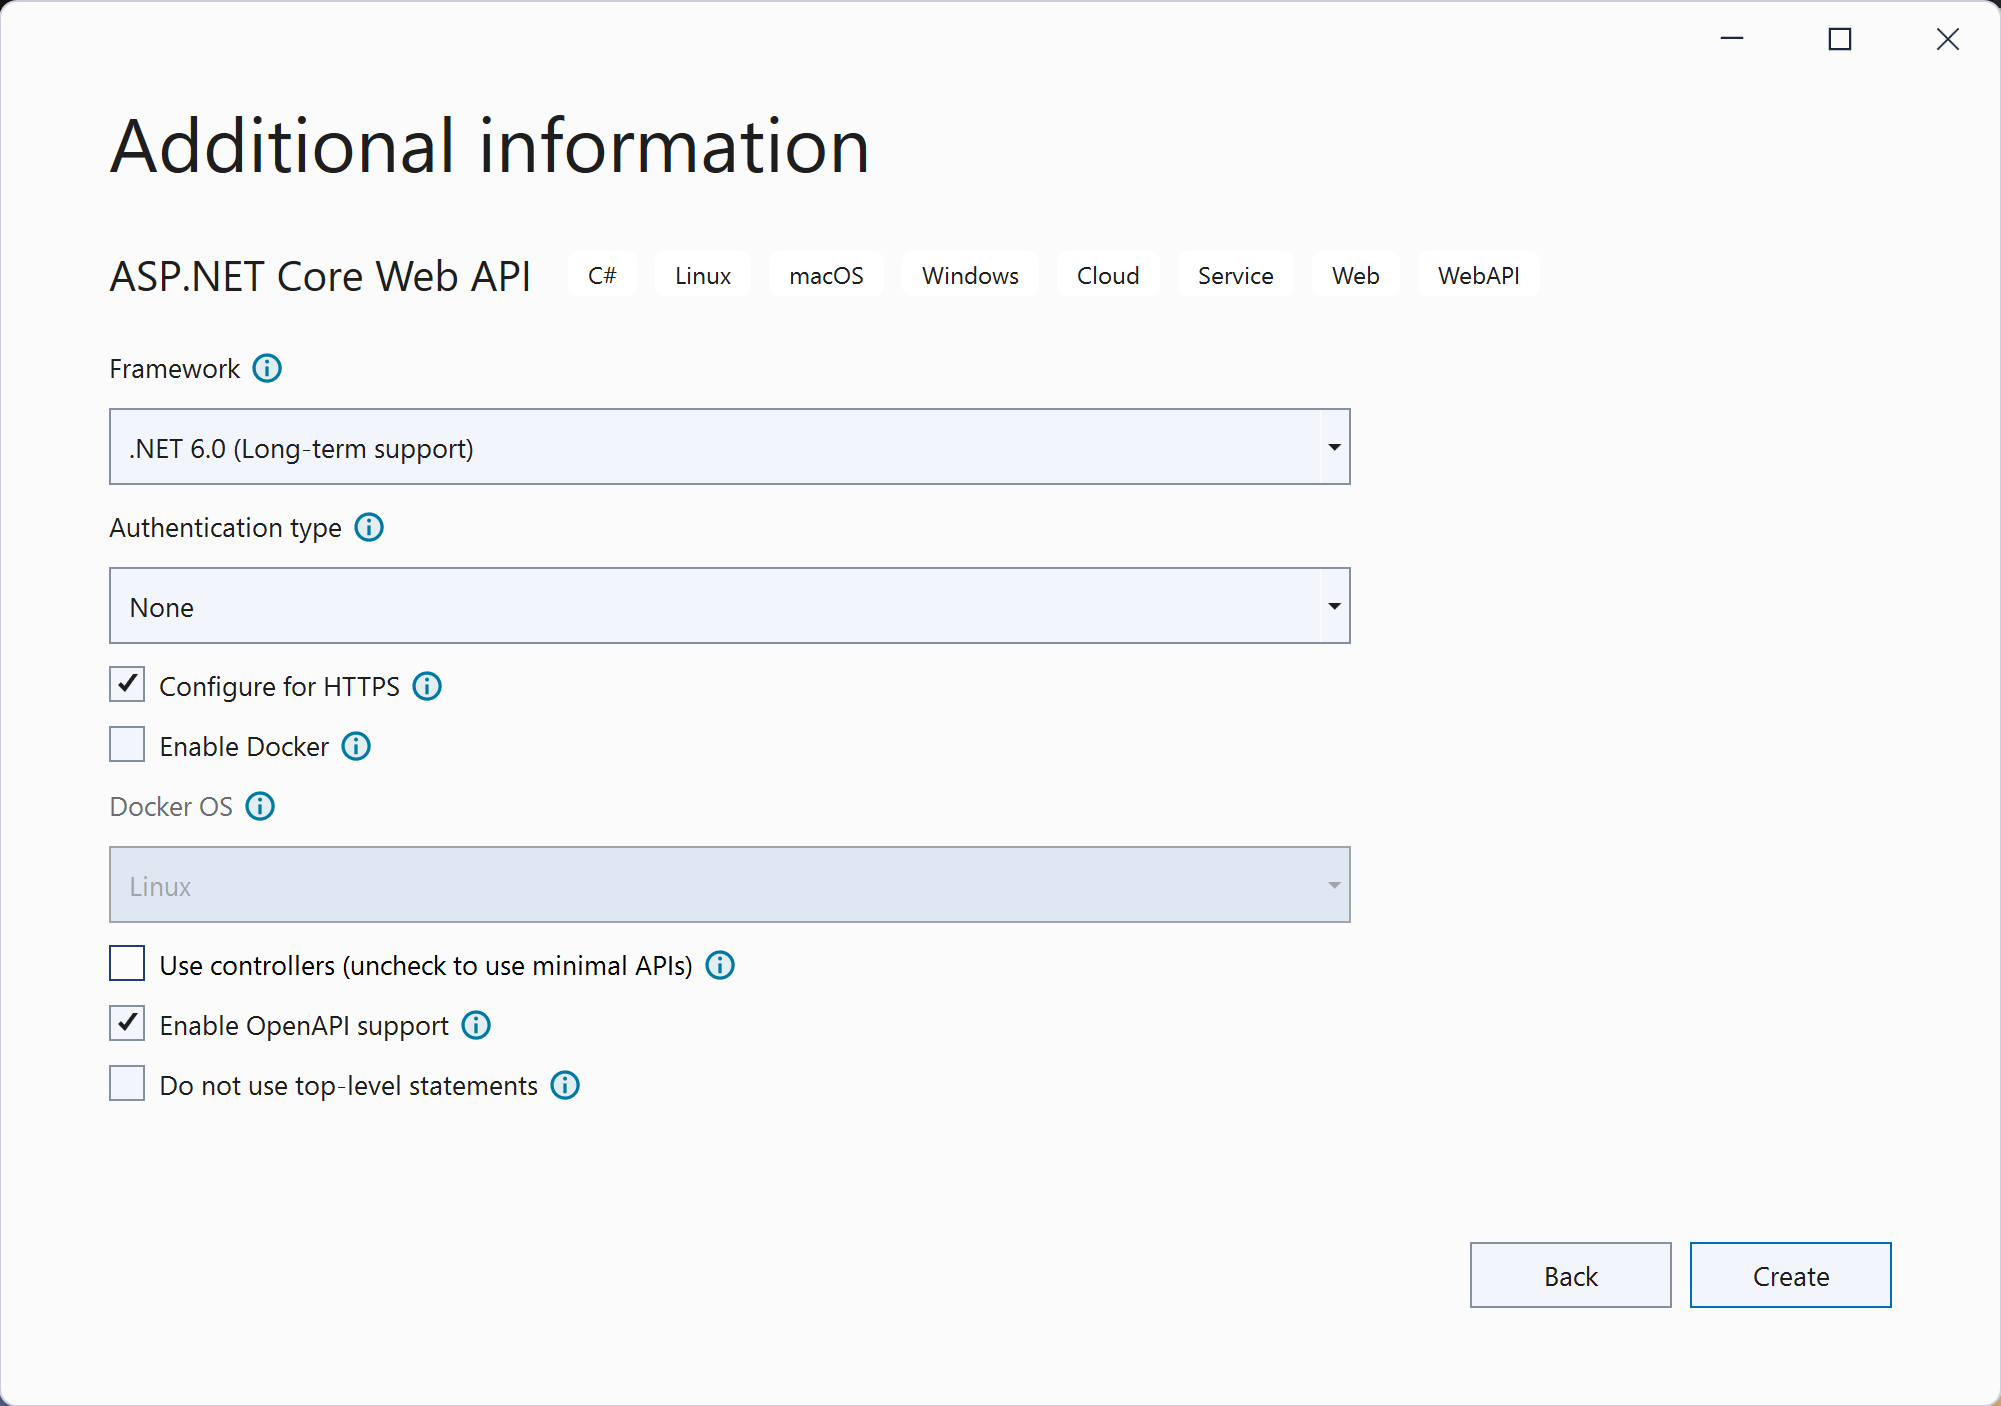 Additional information
ASP.NET Core Web API C# Linux macOS Windows Cloud Service Web WebAPI
Framework
.NET 6.0 (Long-term support)
Authentication type
None
Configure for HTTPS
Enable Docker
Docker OS
Linux
Use controllers (uncheck to use minimal APIs)
Enable OpenAPI support
Do not use top-level statements
Back Create